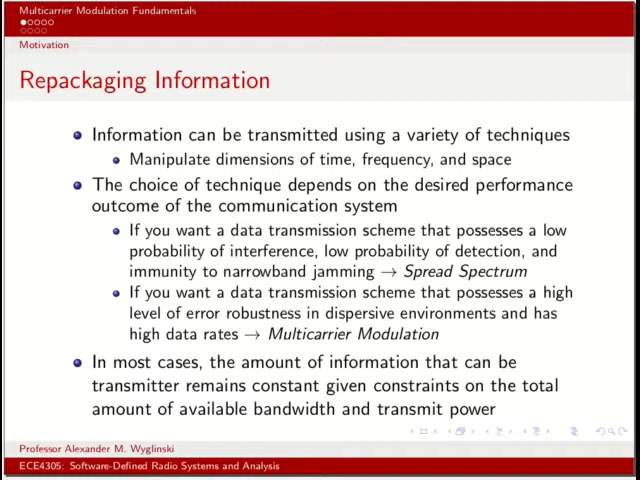 Multicarrier Modulation Fundamentals
Motivation
Repackaging Information
Information can be transmitted using a variety of techniques
Manipulate dimensions of time, frequency, and space
The choice of technique depends on the desired performance
outcome of the communication system
If you want a data transmission scheme that possesses a low
probability of interference, low probability of detection, and
immunity to narrowband jamming → Spread Spectrum
If you want a data transmission scheme that possesses a high
level of error robustness in dispersive environments and has
high data rates → Multicarrier Modulation
In most cases, the amount of information that can be
transmitter remains constant given constraints on the total
amount of available bandwidth and transmit power
Professor Alexander M. Wyglinski
ECE4305: Software-Defined Radio Systems and Analysis